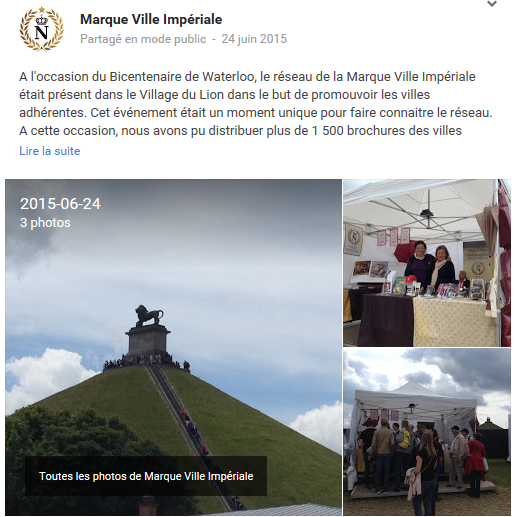 Marque Ville Impériale
Partagé en mode public - 24 juin 2015
A l'occasion du Bicentenaire de Waterloo, le réseau de la Marque Ville Impériale
était présent dans le Village du Lion dans le but de promouvoir les villes
adhérentes. Cet événement était un moment unique pour faire connaitre le réseau.
A cette occasion, nous avons pu distribuer plus de 1 500 brochures des villes
Lire la suite
2015-06-24
3 photos
Toutes les photos de Marque Ville Impériale
N
N